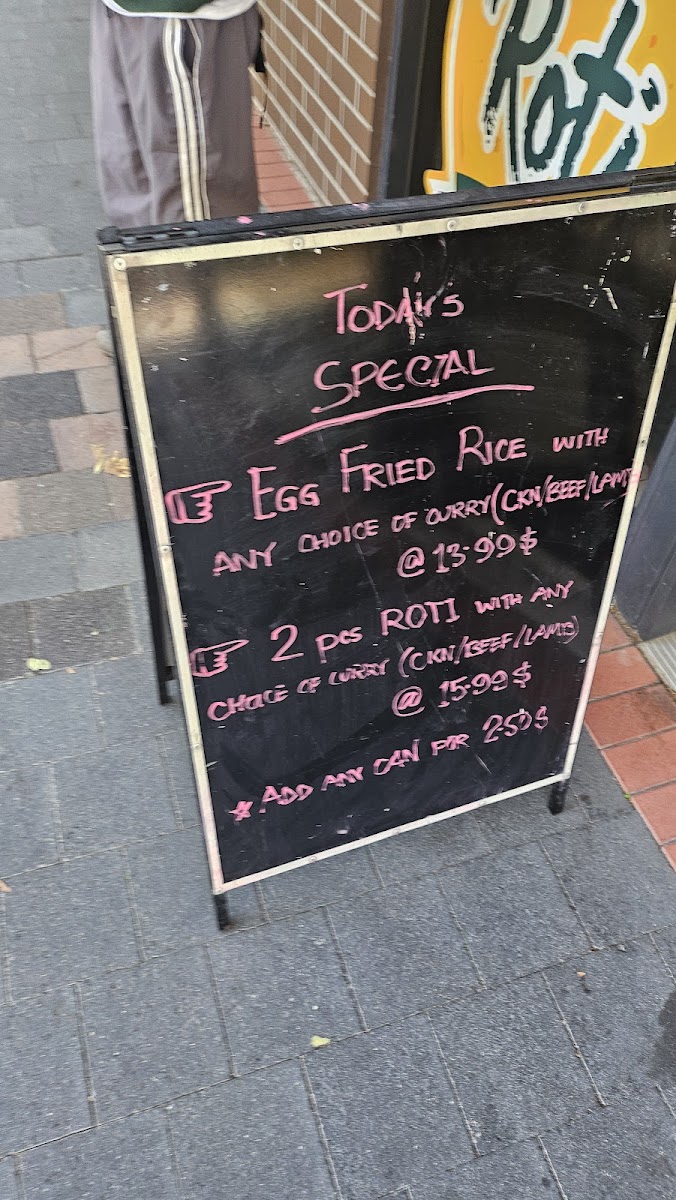 Rot
TODAY'S
SPECIAL
EGG FRIED RICE WITH
ANY CHOICE OF CURRY (CKN/BEEF/LAMB)
@ 13.99$
2 pcs ROTI WITH ANY
CHOICE OF CURRY (CKN/BEEF/LAMB)
@ 15.99$
* ADD ANY CAN FOR 2.50$